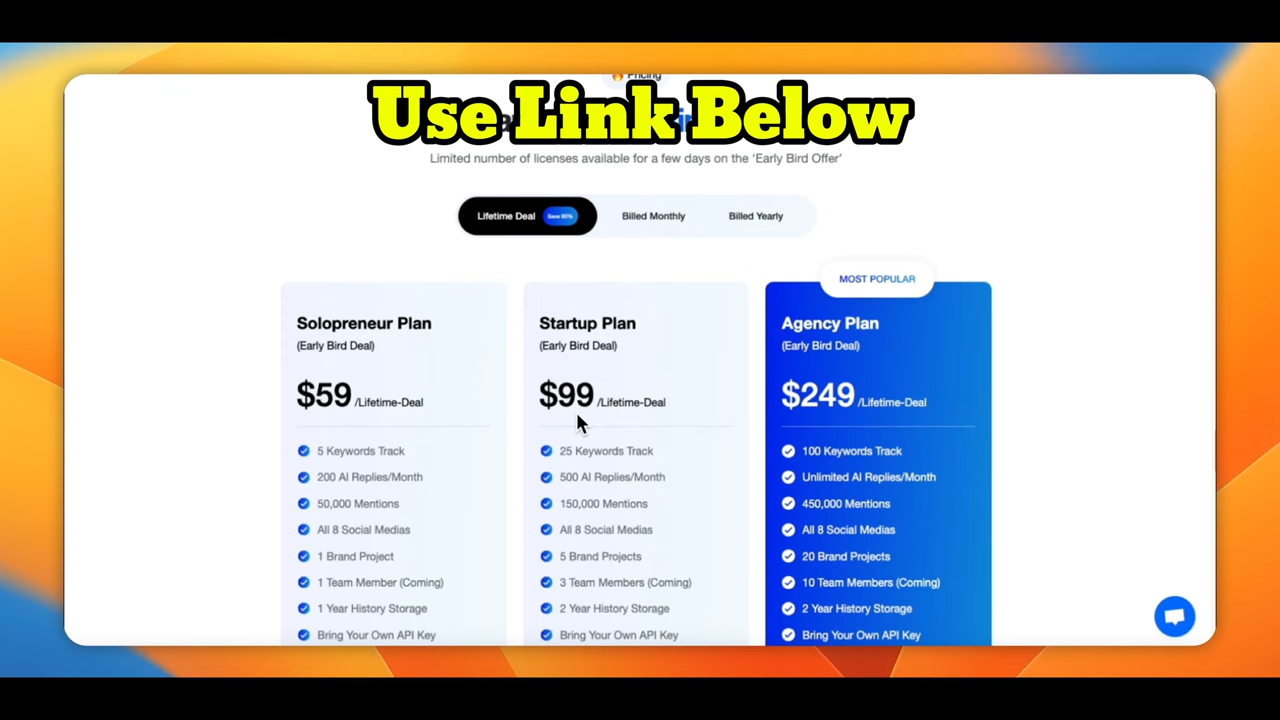 🔥 Pricing
Use Link Below
Limited number of licenses available for a few days on the ‘Early Bird Offer’
Lifetime Deal Save 80% Billed Monthly Billed Yearly
MOST POPULAR
Solopreneur Plan
(Early Bird Deal)
$59 /Lifetime-Deal
5 Keywords Track
200 AI Replies/Month
50,000 Mentions
All 8 Social Medias
1 Brand Project
1 Team Member (Coming)
1 Year History Storage
Bring Your Own API Key
Startup Plan
(Early Bird Deal)
$99 /Lifetime-Deal
25 Keywords Track
500 AI Replies/Month
150,000 Mentions
All 8 Social Medias
5 Brand Projects
3 Team Members (Coming)
2 Year History Storage
Bring Your Own API Key
Agency Plan
(Early Bird Deal)
$249 /Lifetime-Deal
100 Keywords Track
Unlimited AI Replies/Month
450,000 Mentions
All 8 Social Medias
20 Brand Projects
10 Team Members (Coming)
2 Year History Storage
Bring Your Own API Key